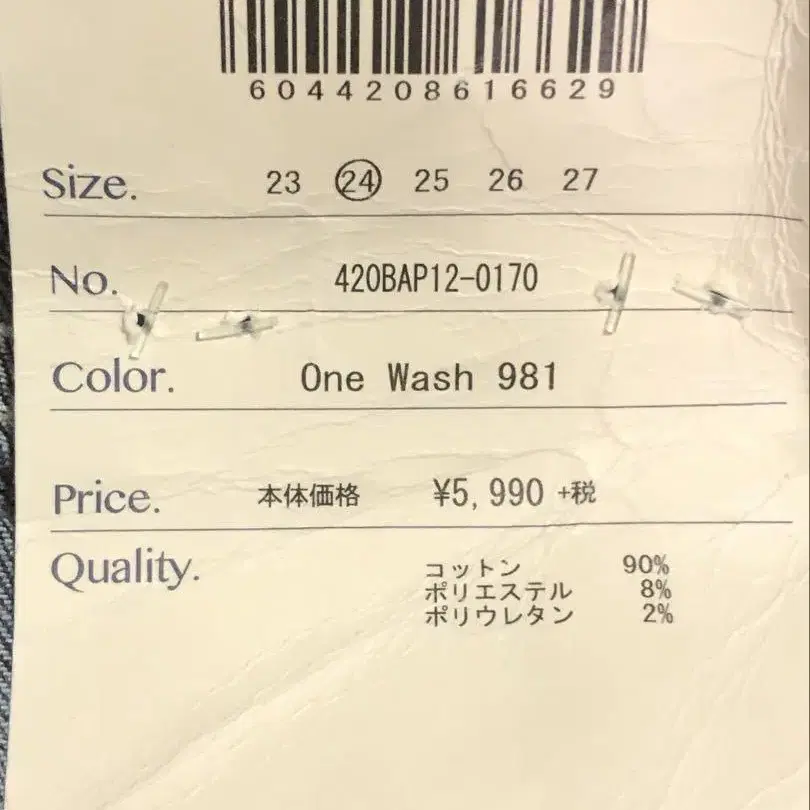 6044208616629
Size. 23 24 25 26 27
No. 420BAP12-0170
Color. One Wash 981
Price. 本体価格 ¥5,990 +税
Quality. コットン 90%
ポリエステル 8%
ポリウレタン 2%